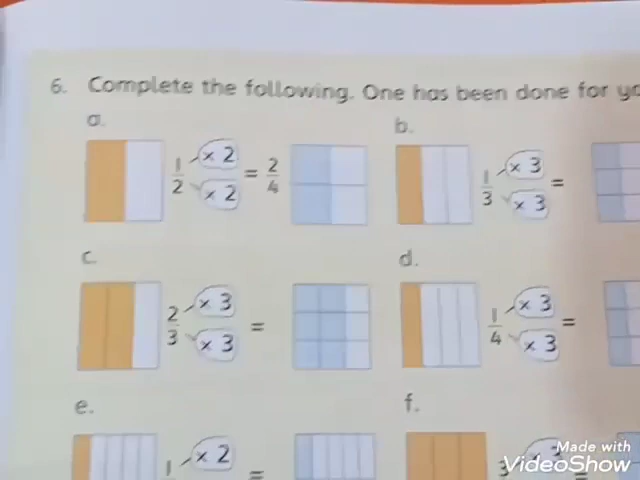 6. Complete the following. One has been done for yo
a.
1/2 × 2 × 2 = 2/4
b.
1/3 × 3 × 3 =
c.
2/3 × 3 × 3 =
d.
1/4 × 3 × 3 =
e.
1 × 2 =
f.
3
Made with
VideoShow